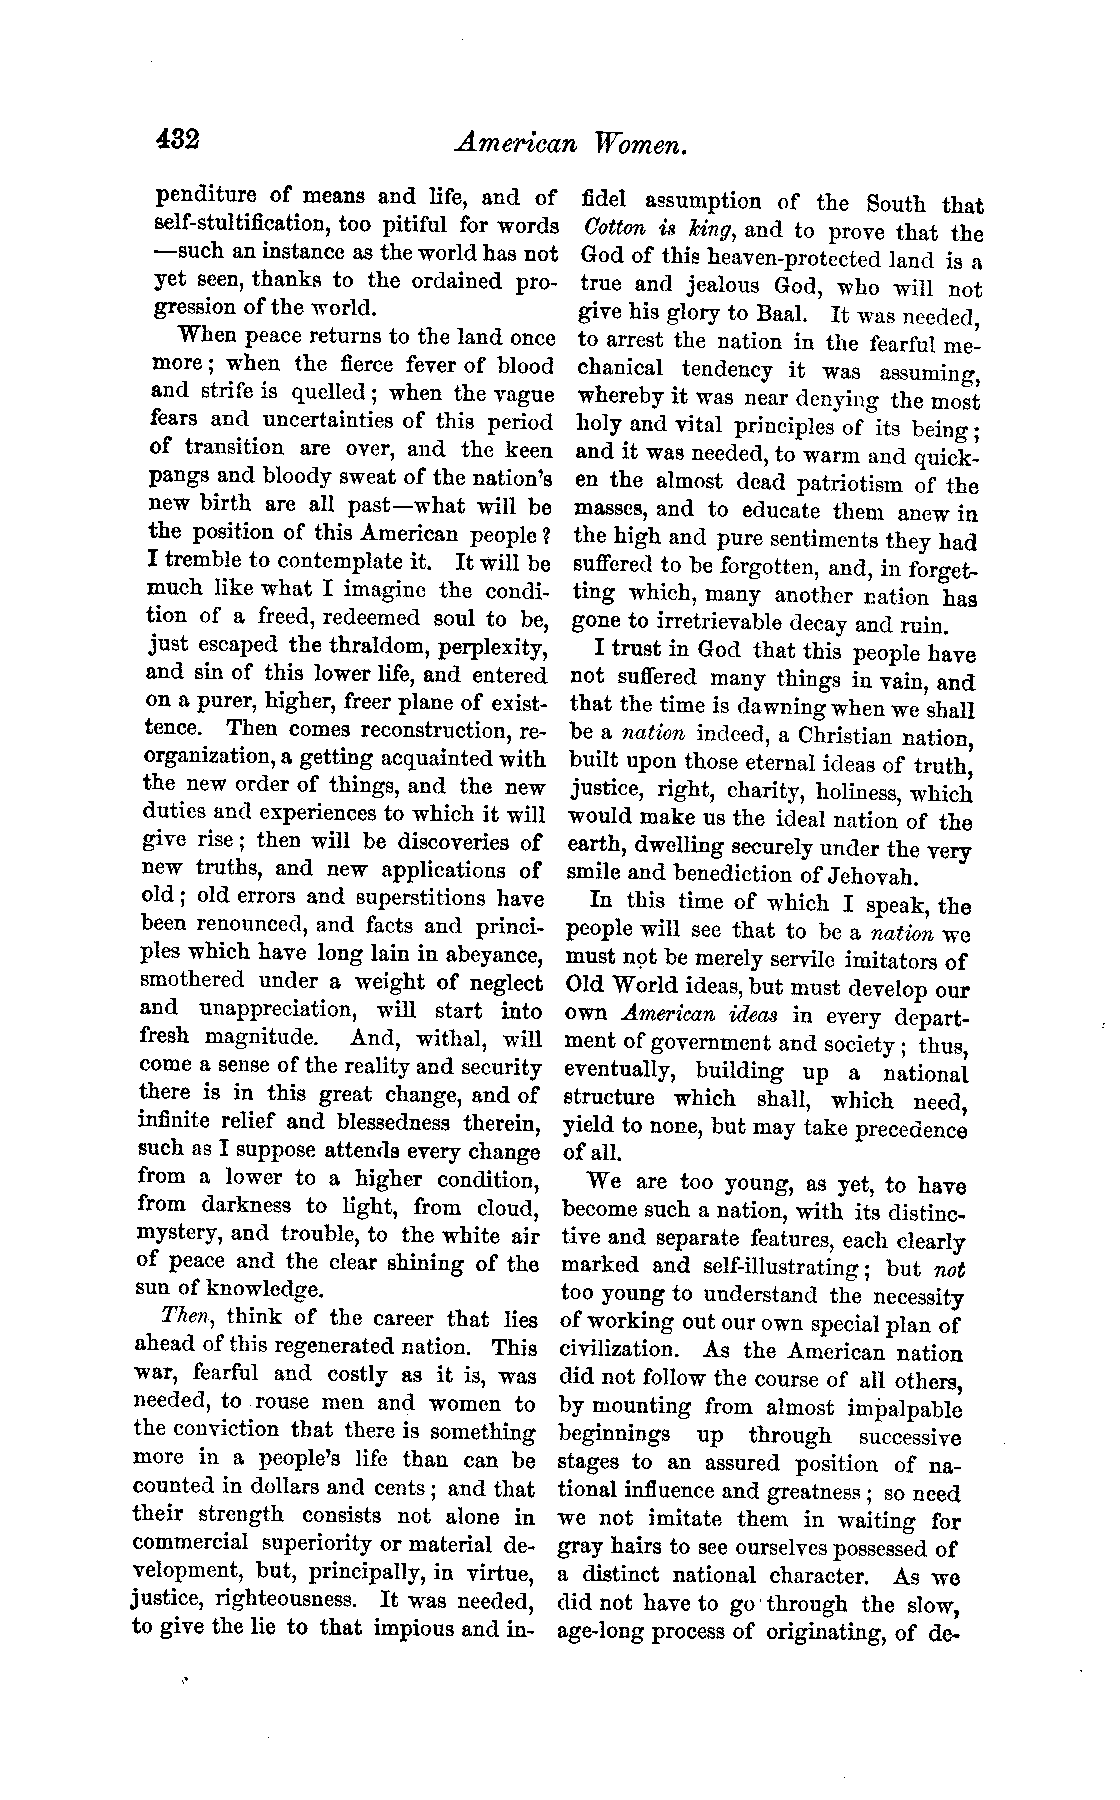 432
American Women.
penditure of means and life, and of
self-stultification, too pitiful for words
—such an instance as the world has not
yet seen, thanks to the ordained pro-
gression of the world.
When peace returns to the land once
more; when the fierce fever of blood
and strife is quelled; when the vague
fears and uncertainties of this period
of transition are over, and the keen
pangs and bloody sweat of the nation's
new birth are all past—what will be
the position of this American people?
I tremble to contemplate it. It will be
much like what I imagine the condi-
tion of a freed, redeemed soul to be,
just escaped the thraldom, perplexity,
and sin of this lower life, and entered
on a purer, higher, freer plane of exist-
tence. Then comes reconstruction, re-
organization, a getting acquainted with
the new order of things, and the new
duties and experiences to which it will
give rise; then will be discoveries of
new truths, and new applications of
old; old errors and superstitions have
been renounced, and facts and princi-
ples which have long lain in abeyance,
smothered under a weight of neglect
and unappreciation, will start into
fresh magnitude. And, withal, will
come a sense of the reality and security
there is in this great change, and of
infinite relief and blessedness therein,
such as I suppose attends every change
from a lower to a higher condition,
from darkness to light, from cloud,
mystery, and trouble, to the white air
of peace and the clear shining of the
sun of knowledge.
Then, think of the career that lies
ahead of this regenerated nation. This
war, fearful and costly as it is, was
needed, to rouse men and women to
the conviction that there is something
more in a people's life than can be
counted in dollars and cents; and that
their strength consists not alone in
commercial superiority or material de-
velopment, but, principally, in virtue,
justice, righteousness. It was needed,
to give the lie to that impious and in-
fidel assumption of the South that
Cotton is king, and to prove that the
God of this heaven-protected land is a
true and jealous God, who will not
give his glory to Baal. It was needed,
to arrest the nation in the fearful me-
chanical tendency it was assuming,
whereby it was near denying the most
holy and vital principles of its being;
and it was needed, to warm and quick-
en the almost dead patriotism of the
masses, and to educate them anew in
the high and pure sentiments they had
suffered to be forgotten, and, in forget-
ting which, many another nation has
gone to irretrievable decay and ruin.
I trust in God that this people have
not suffered many things in vain, and
that the time is dawning when we shall
be a nation indeed, a Christian nation,
built upon those eternal ideas of truth,
justice, right, charity, holiness, which
would make us the ideal nation of the
earth, dwelling securely under the very
smile and benediction of Jehovah.
In this time of which I speak, the
people will see that to be a nation we
must not be merely servile imitators of
Old World ideas, but must develop our
own American ideas in every depart-
ment of government and society; thus,
eventually, building up a national
structure which shall, which need,
yield to none, but may take precedence
of all.
We are too young, as yet, to have
become such a nation, with its distinc-
tive and separate features, each clearly
marked and self-illustrating; but not
too young to understand the necessity
of working out our own special plan of
civilization. As the American nation
did not follow the course of all others,
by mounting from almost impalpable
beginnings up through successive
stages to an assured position of na-
tional influence and greatness; so need
we not imitate them in waiting for
gray hairs to see ourselves possessed of
a distinct national character. As we
did not have to go through the slow,
age-long process of originating, of de-